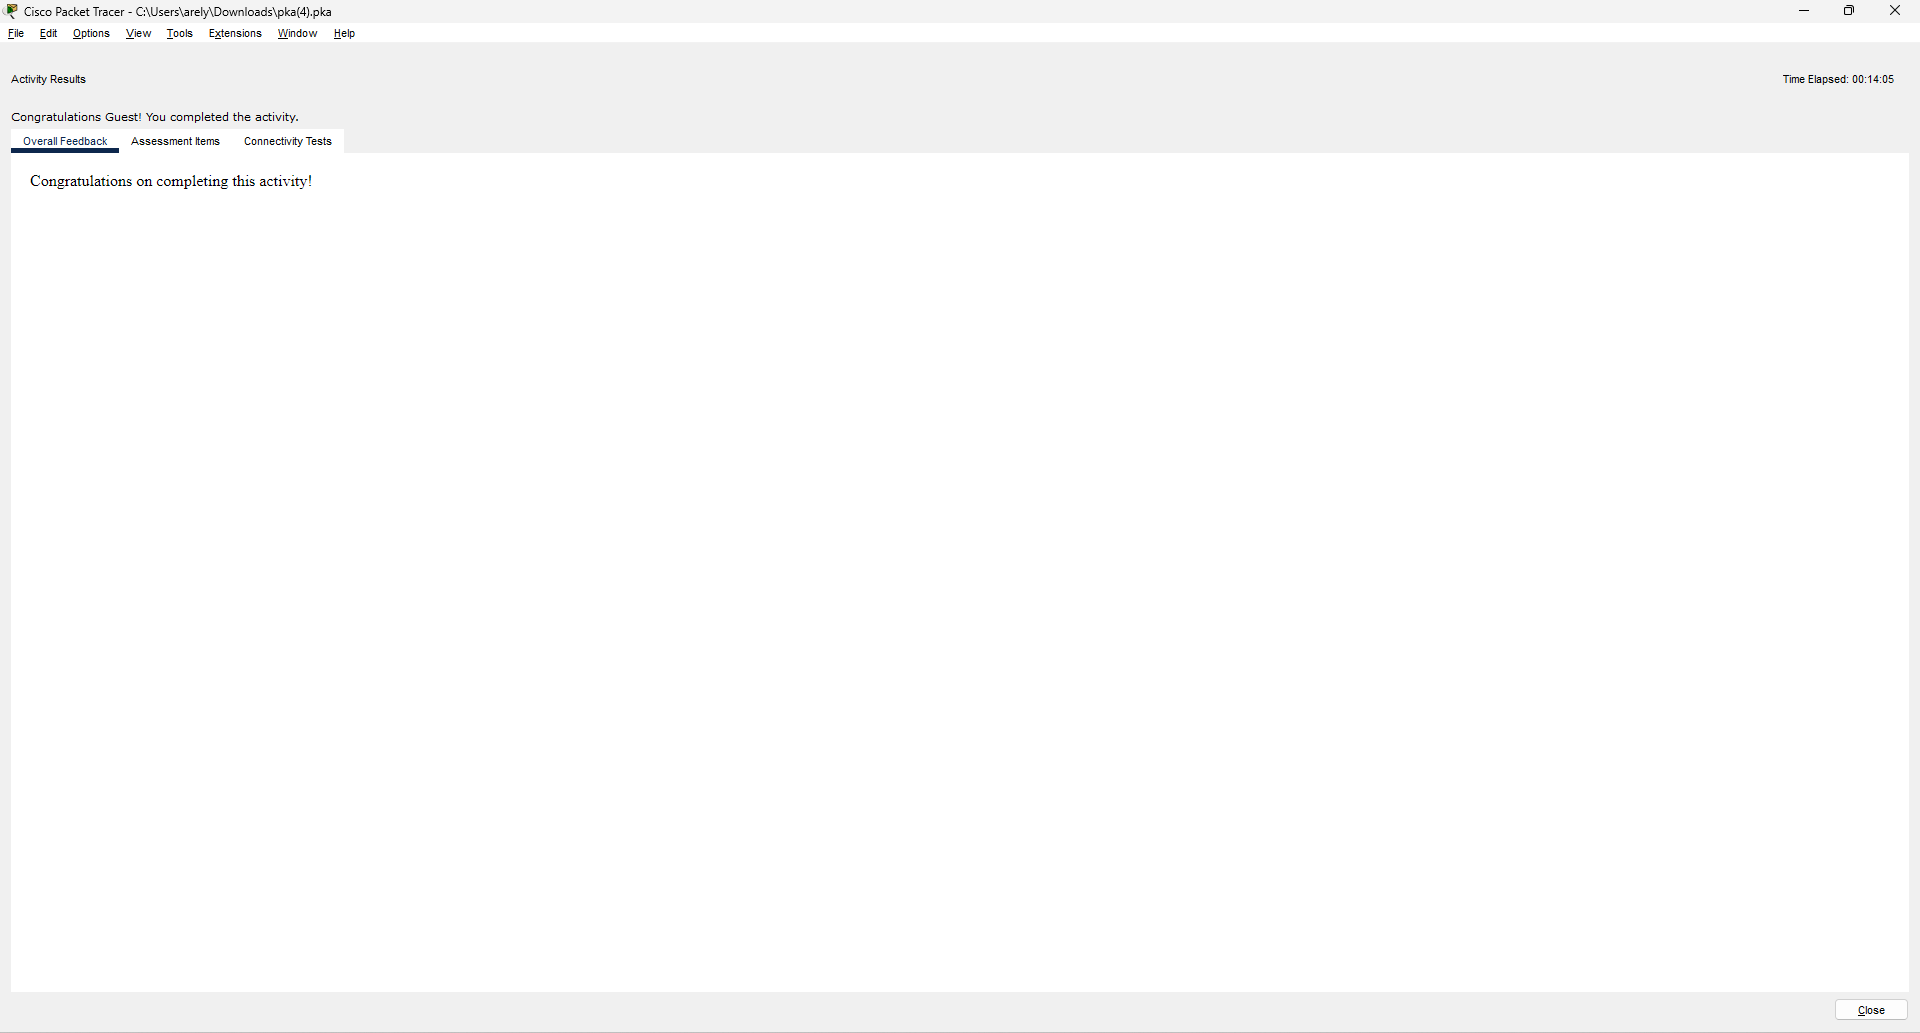 Cisco Packet Tracer - C:\Users\arely\Downloads\pka(4).pka
File Edit Options View Tools Extensions Window Help
Activity Results Time Elapsed: 00:14:05
Congratulations Guest! You completed the activity.
Overall Feedback Assessment Items Connectivity Tests
Congratulations on completing this activity!
Close